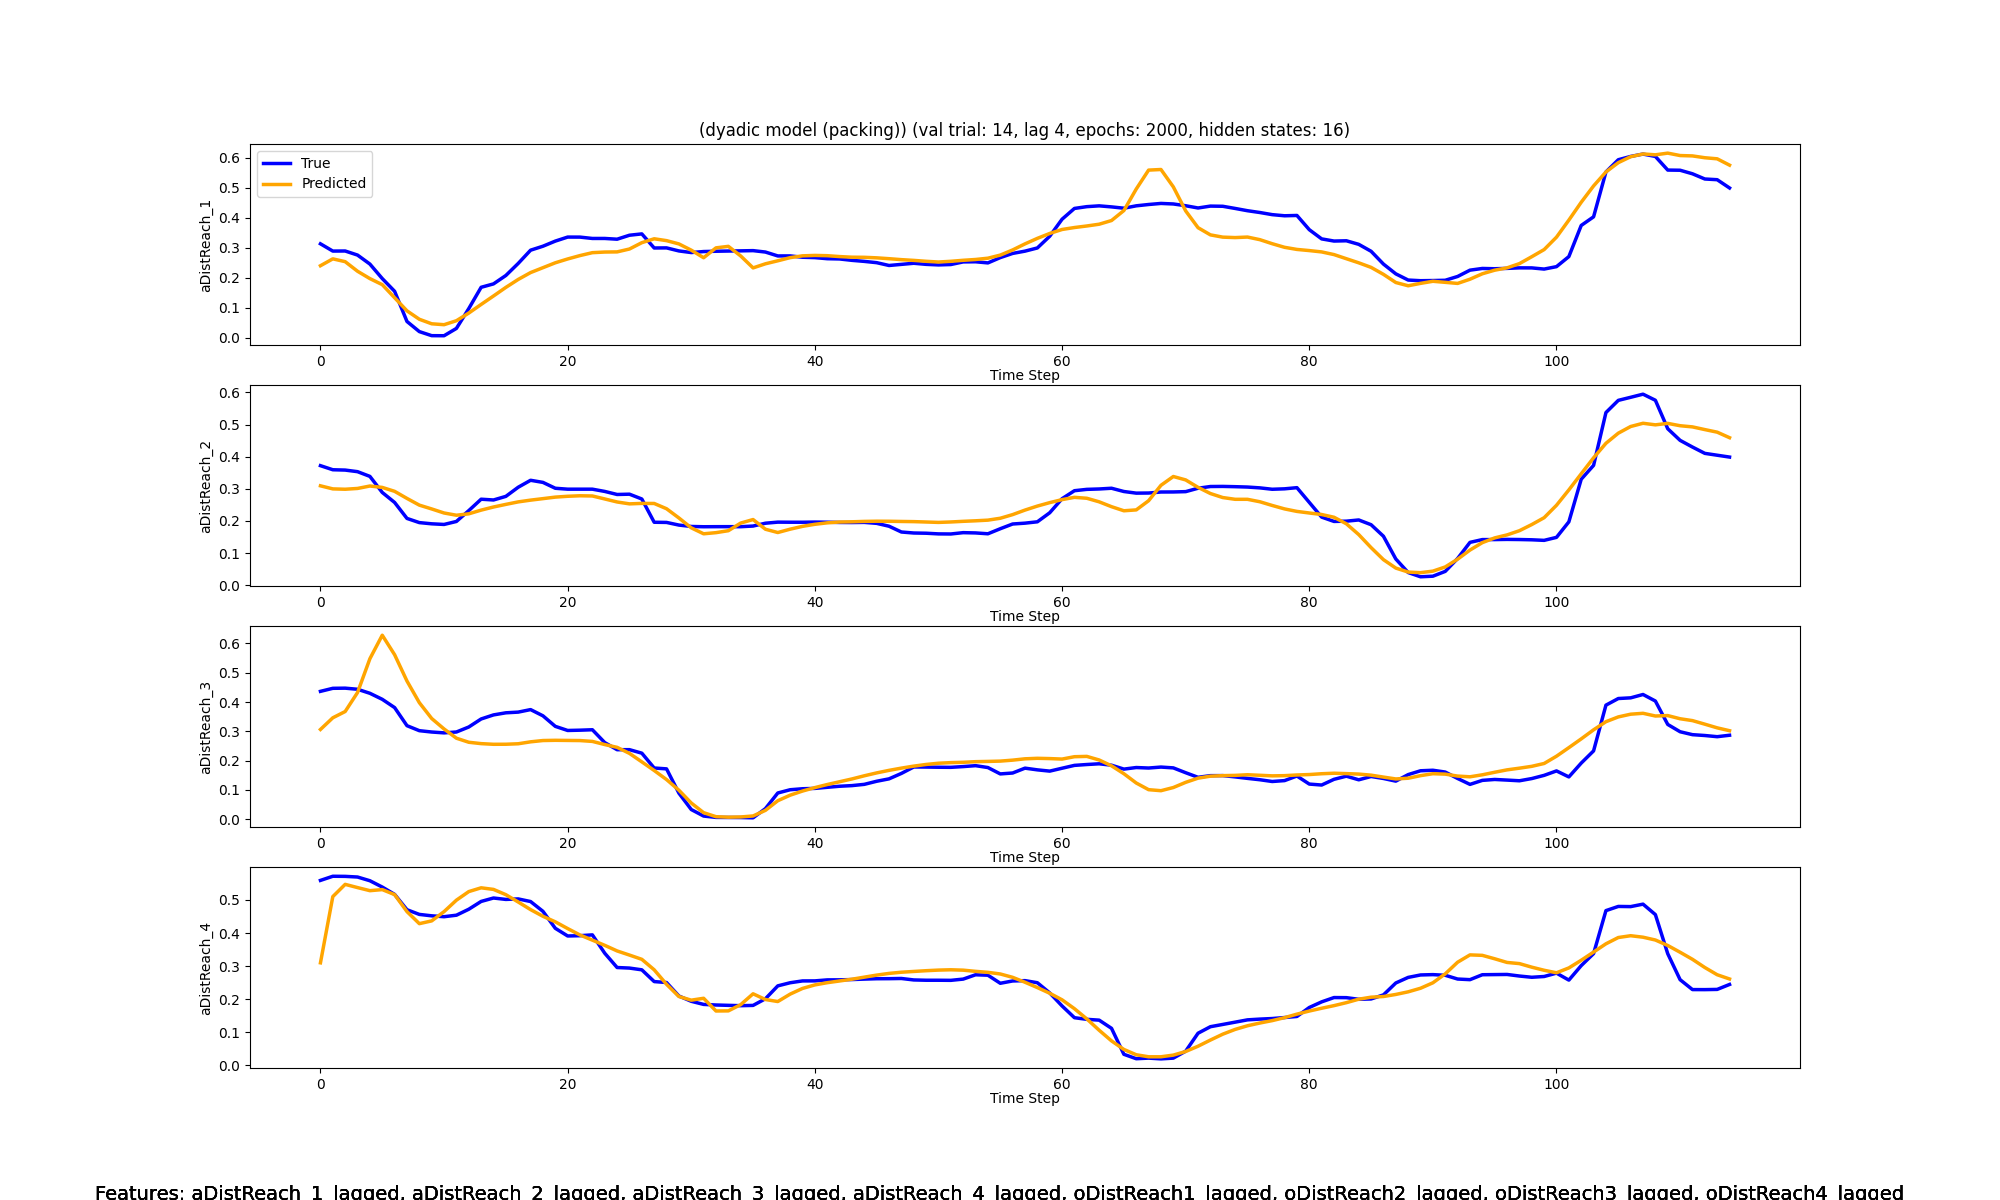 (dyadic model (packing)) (val trial: 14, lag 4, epochs: 2000, hidden states: 16)
True
Predicted
aDistReach_1
0.6
0.5
0.4
0.3
0.2
0.1
0.0
0 20 40 60 80 100
Time Step
aDistReach_2
0.6
0.5
0.4
0.3
0.2
0.1
0.0
0 20 40 60 80 100
Time Step
aDistReach_3
0.6
0.5
0.4
0.3
0.2
0.1
0.0
0 20 40 60 80 100
Time Step
aDistReach_4
0.5
0.4
0.3
0.2
0.1
0.0
0 20 40 60 80 100
Time Step
Features: aDistReach_1_lagged, aDistReach_2_lagged, aDistReach_3_lagged, aDistReach_4_lagged, oDistReach1_lagged, oDistReach2_lagged, oDistReach3_lagged, oDistReach4_lagged